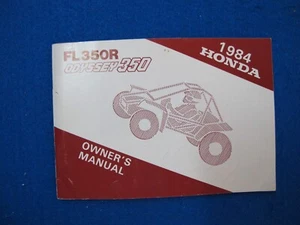 FL350R
ODYSSEY 350
1984
HONDA
OWNER'S
MANUAL